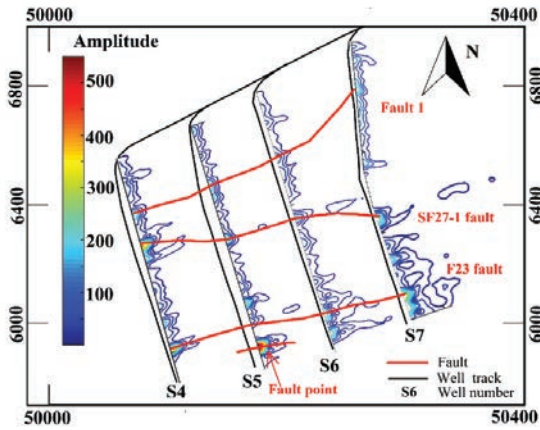 50000
50400
Amplitude
500
400
300
200
100
6800
6400
6000
N
Fault 1
SF27-1 fault
F23 fault
S4
S5
S6
S7
Fault point
Fault
Well track
S6 Well number
50000
50400